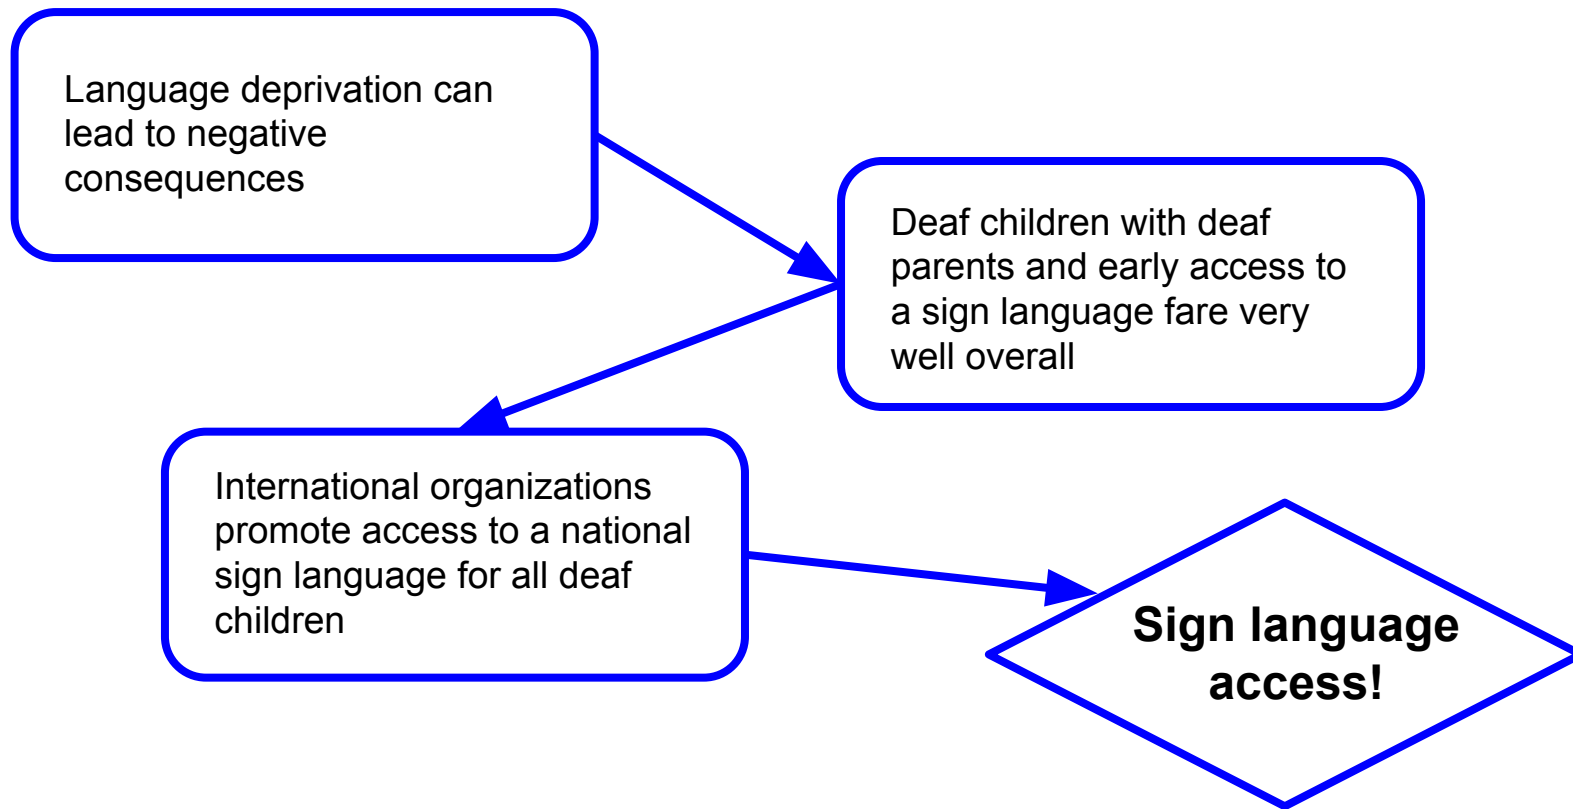 Language deprivation can
lead to negative
consequences
Deaf children with deaf
parents and early access to
a sign language fare very
well overall
International organizations
promote access to a national
sign language for all deaf
children
Sign language
access!